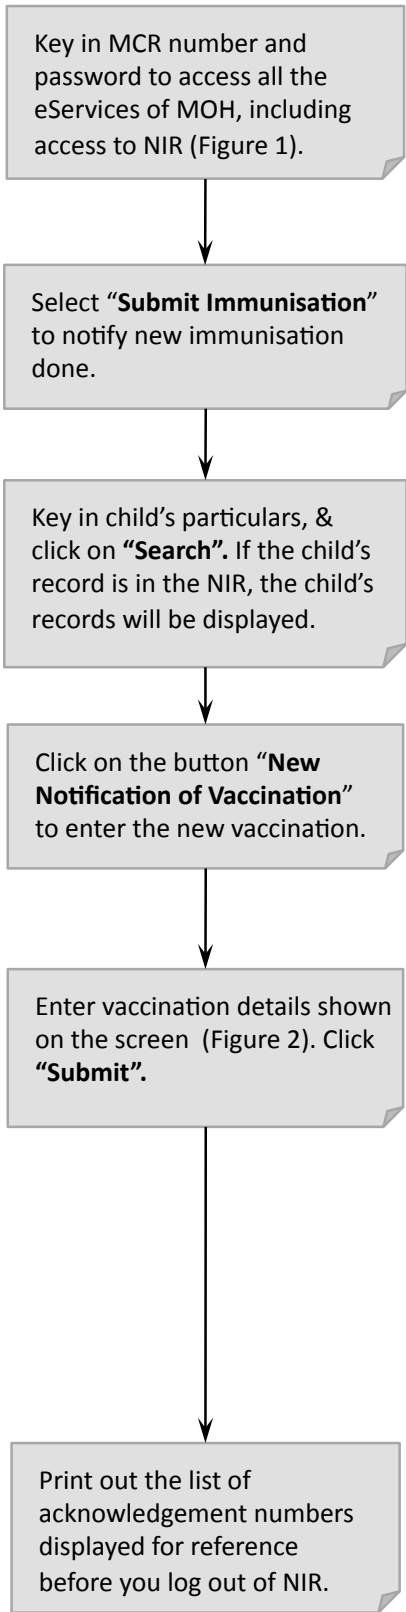 Key in MCR number and
password to access all the
eServices of MOH, including
access to NIR (Figure 1).
Select “Submit Immunisation”
to notify new immunisation
done.
Key in child’s particulars, &
click on “Search”. If the child’s
record is in the NIR, the child’s
records will be displayed.
Click on the button “New
Notification of Vaccination”
to enter the new vaccination.
Enter vaccination details shown
on the screen (Figure 2). Click
“Submit”.
Print out the list of
acknowledgement numbers
displayed for reference
before you log out of NIR.